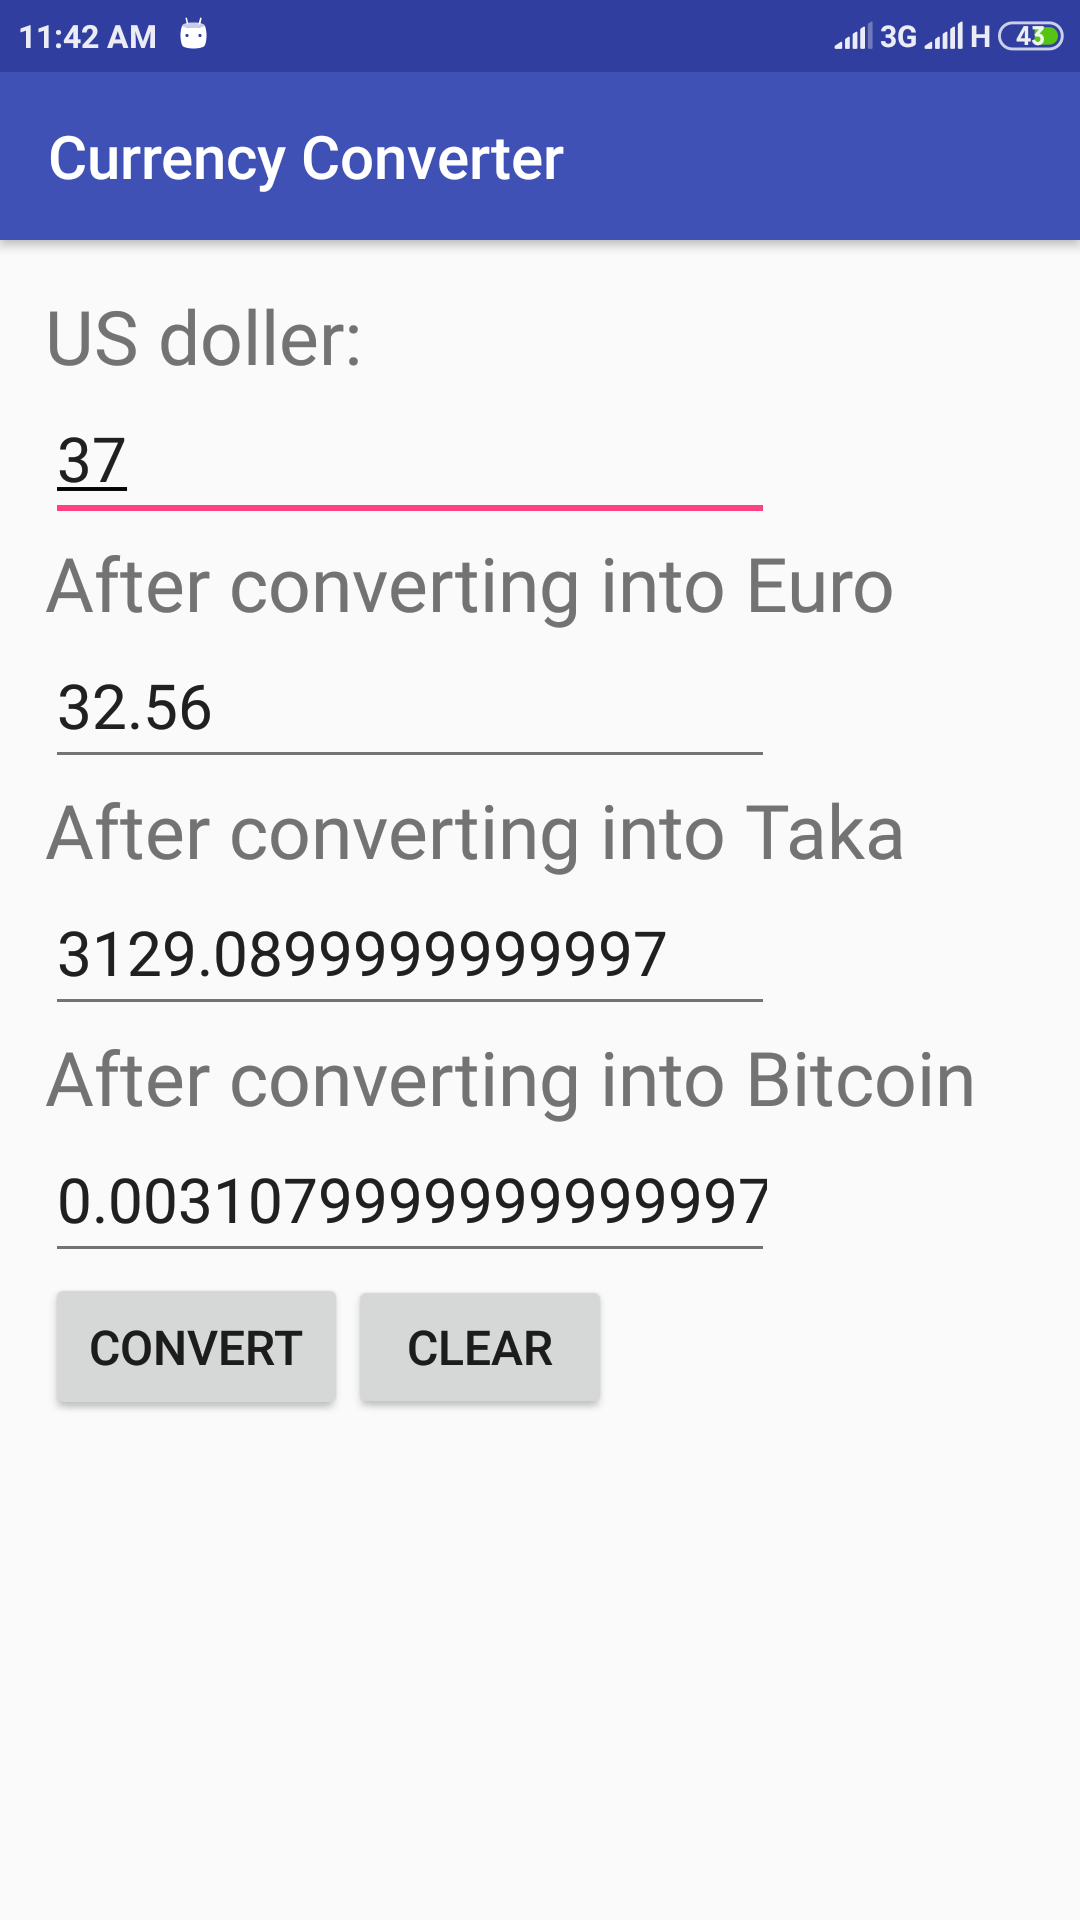 11:42 AM 3G H 43
Currency Converter
US doller:
37
After converting into Euro
32.56
After converting into Taka
3129.0899999999997
After converting into Bitcoin
0.0031079999999999997
CONVERT CLEAR